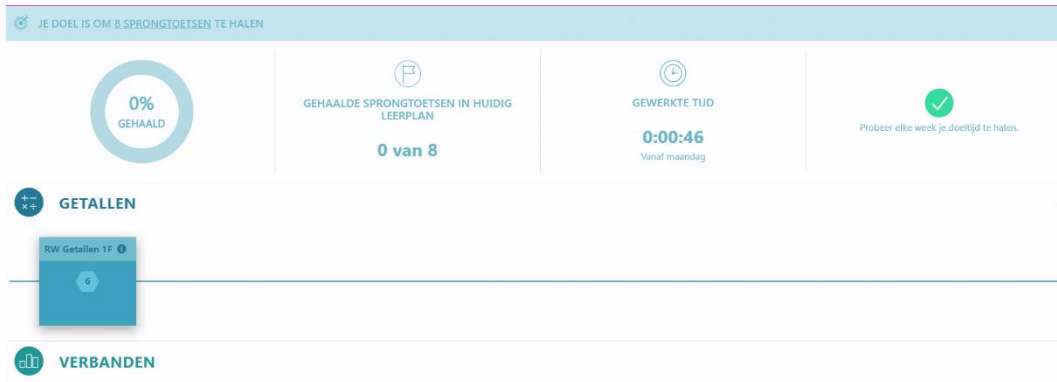 JE DOEL IS OM 8 SPRONGTOETSEN TE HALEN
0%
GEHAALD
GEHAALDE SPRONGTOETSEN IN HUIDIG
LEERPLAN
0 van 8
GEWERKTE TIJD
0:00:46
Vanaf maandag
Probeer elke week je doeltijd te halen.
GETALLEN
RW Getallen 1F
6
VERBANDEN